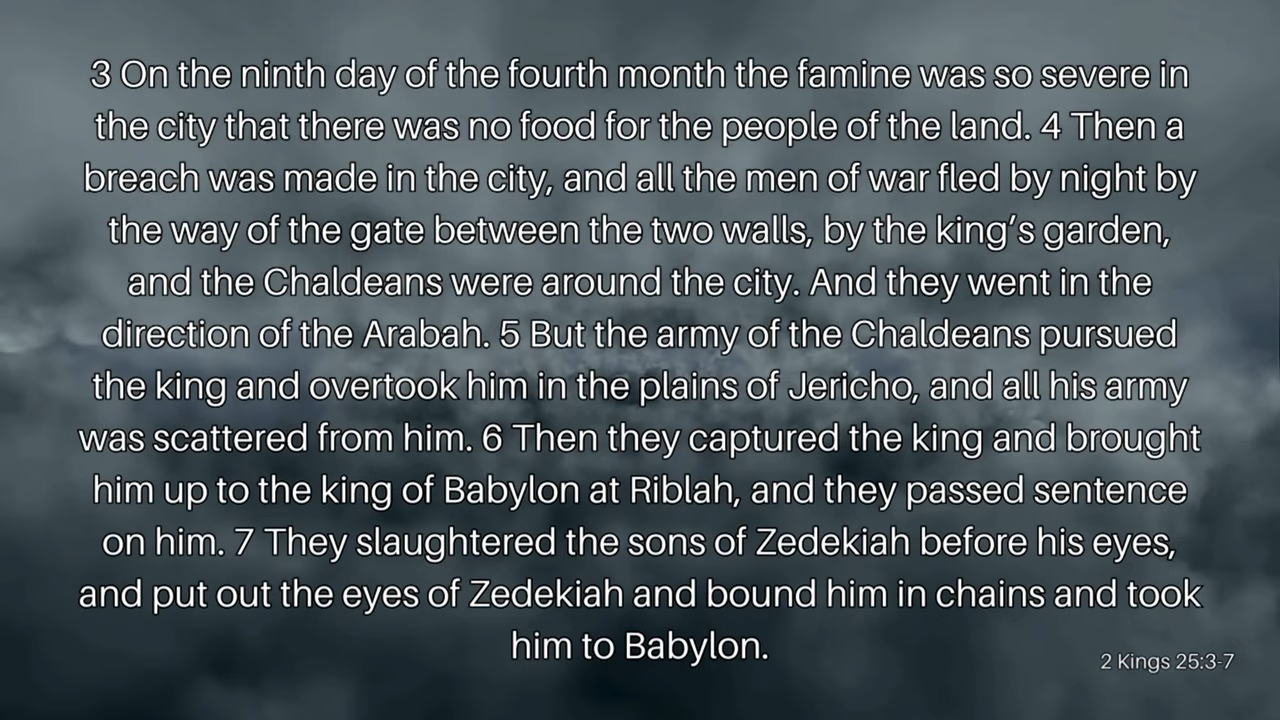 3 On the ninth day of the fourth month the famine was so severe in
the city that there was no food for the people of the land. 4 Then a
breach was made in the city, and all the men of war fled by night by
the way of the gate between the two walls, by the king’s garden,
and the Chaldeans were around the city. And they went in the
direction of the Arabah. 5 But the army of the Chaldeans pursued
the king and overtook him in the plains of Jericho, and all his army
was scattered from him. 6 Then they captured the king and brought
him up to the king of Babylon at Riblah, and they passed sentence
on him. 7 They slaughtered the sons of Zedekiah before his eyes,
and put out the eyes of Zedekiah and bound him in chains and took
him to Babylon.
2 Kings 25:3-7